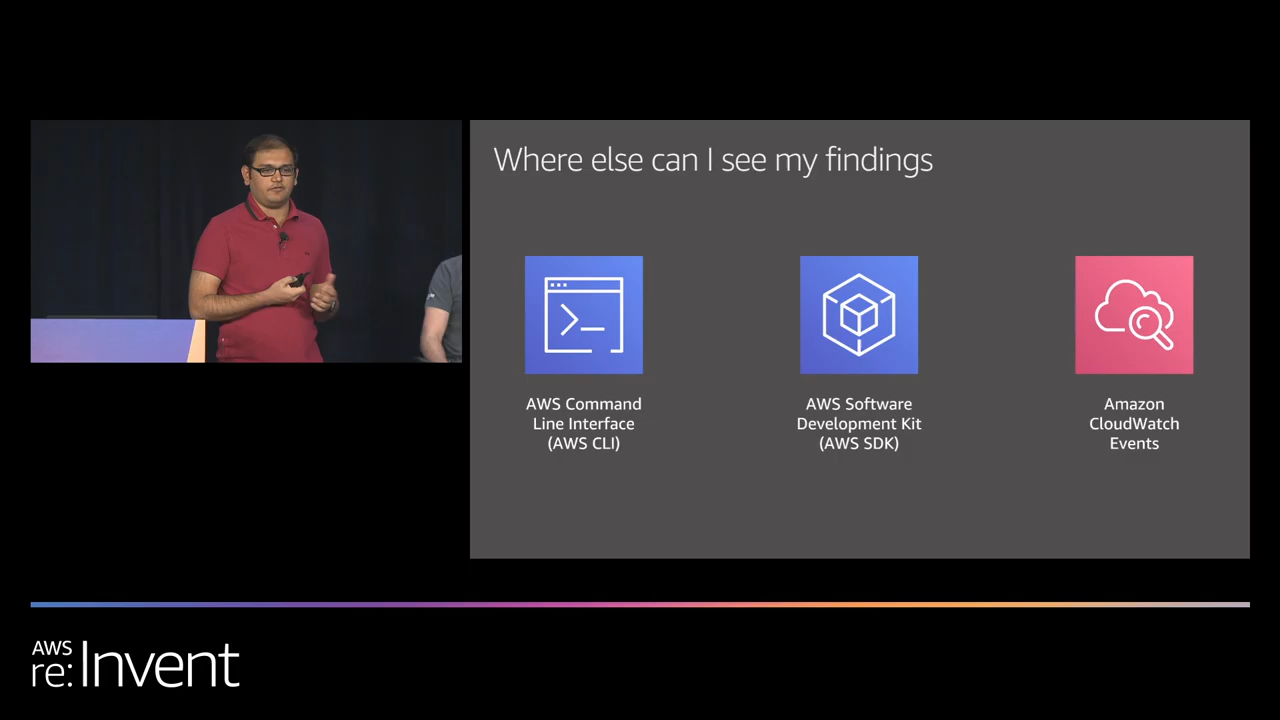 Where else can I see my findings
AWS Command
Line Interface
(AWS CLI)
AWS Software
Development Kit
(AWS SDK)
Amazon
CloudWatch
Events
AWS
re:Invent